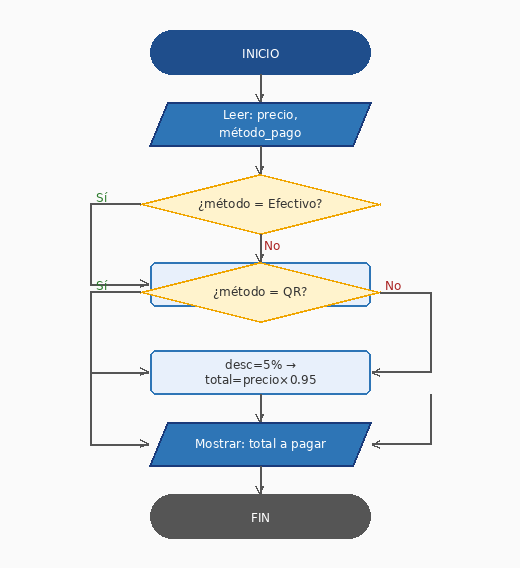 INICIO
Leer: precio,
método_pago
¿método = Efectivo?
Sí
No
¿método = QR?
Sí
No
desc=5% →
total=precio×0.95
Mostrar: total a pagar
FIN